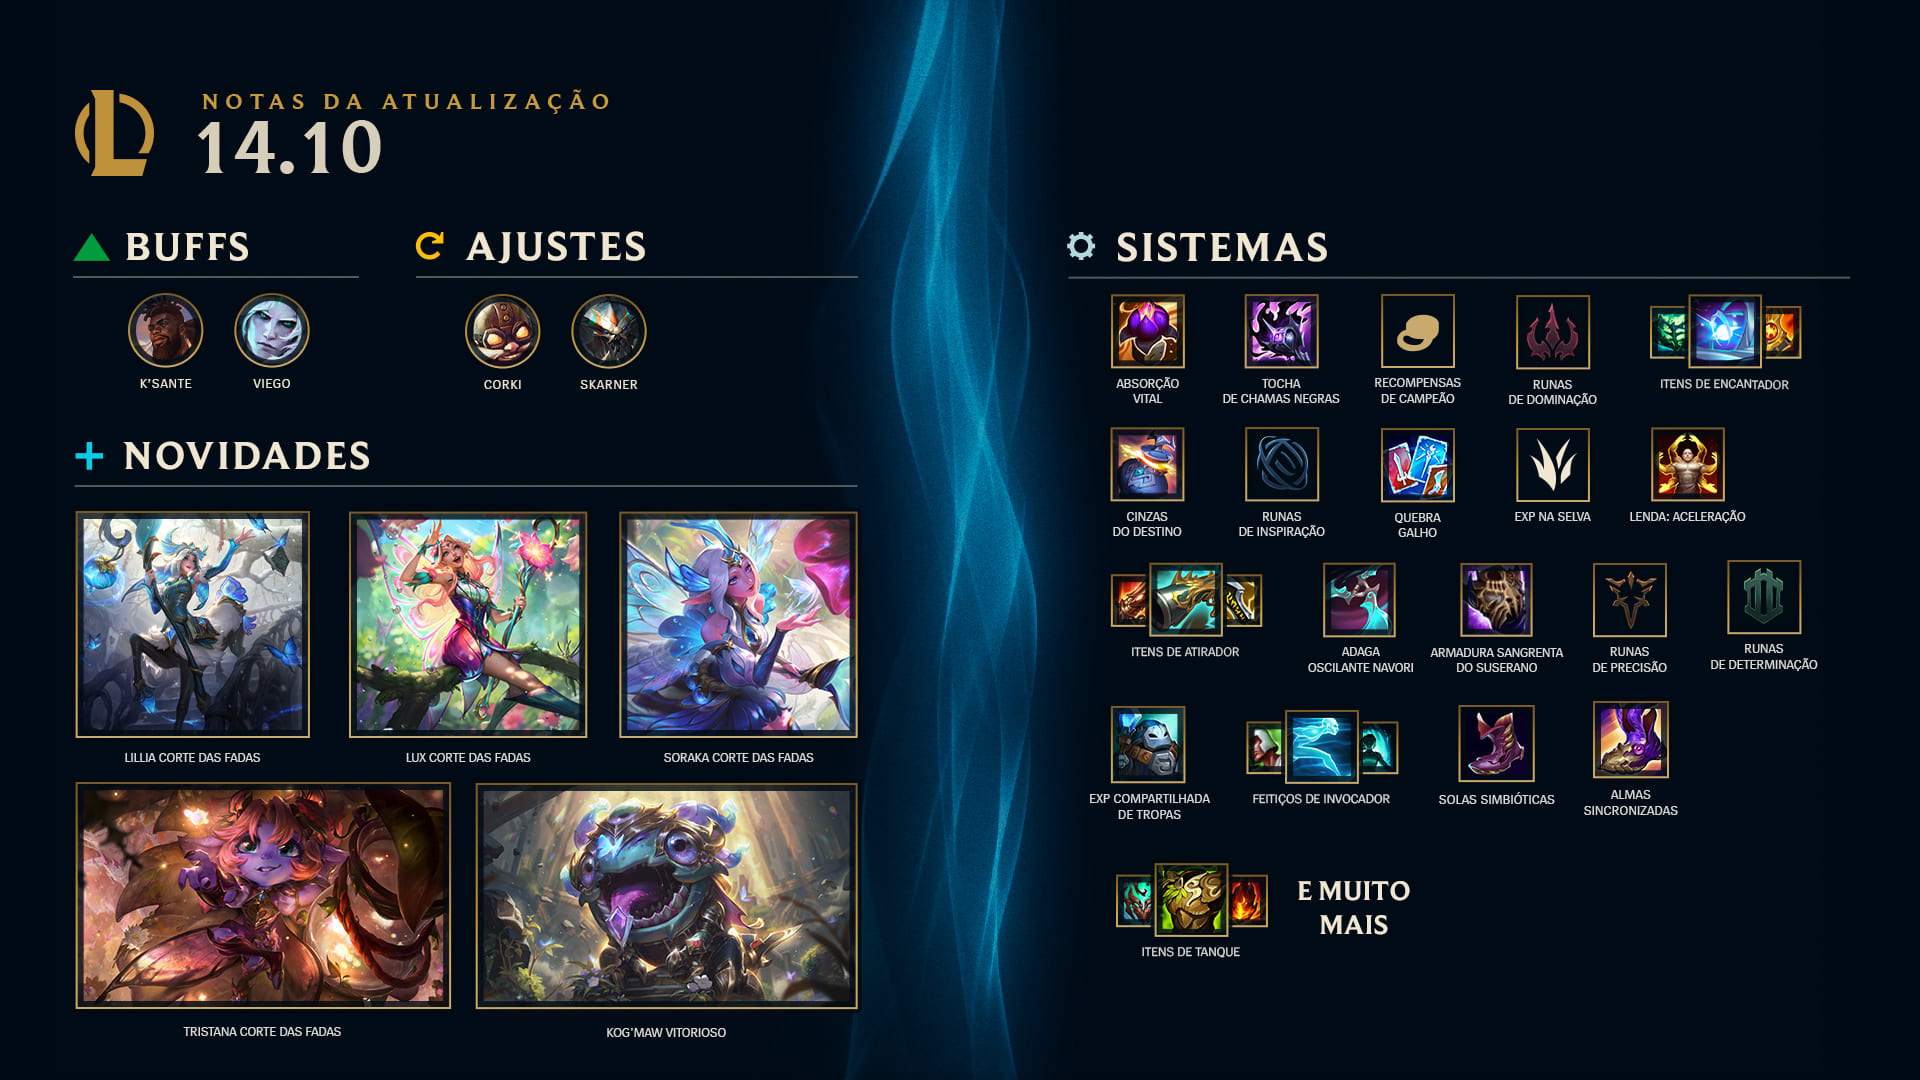 NOTAS DA ATUALIZAÇÃO
14.10
BUFFS
K'SANTE
VIEGO
AJUSTES
CORKI
SKARNER
NOVIDADES
LILLIA CORTE DAS FADAS
LUX CORTE DAS FADAS
SORAKA CORTE DAS FADAS
TRISTANA CORTE DAS FADAS
KOG'MAW VITORIOSO
SISTEMAS
ABSORÇÃO
VITAL
TOCHA
DE CHAMAS NEGRAS
RECOMPENSAS
DE CAMPEÃO
RUNAS
DE DOMINAÇÃO
ITENS DE ENCANTADOR
CINZAS
DO DESTINO
RUNAS
DE INSPIRAÇÃO
QUEBRA
GALHO
EXP NA SELVA
LENDA: ACELERAÇÃO
ITENS DE ATIRADOR
ADAGA
OSCILANTE NAVORI
ARMADURA SANGRENTA
DO SUSERANO
RUNAS
DE PRECISÃO
RUNAS
DE DETERMINAÇÃO
EXP COMPARTILHADA
DE TROPAS
FEITIÇOS DE INVOCADOR
SOLAS SIMBIÓTICAS
ALMAS
SINCRONIZADAS
ITENS DE TANQUE
E MUITO
MAIS